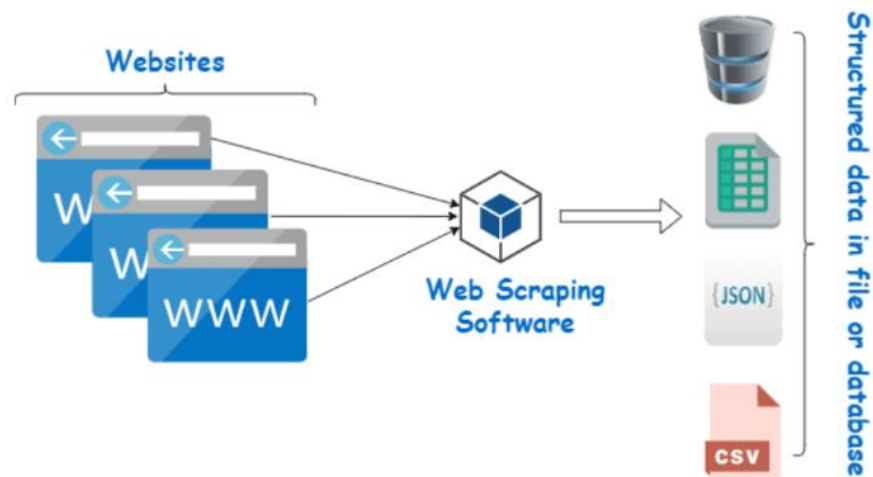 Websites
W
W
WWW
Web Scraping
Software
{JSON}
CSV
Structured data in file or database